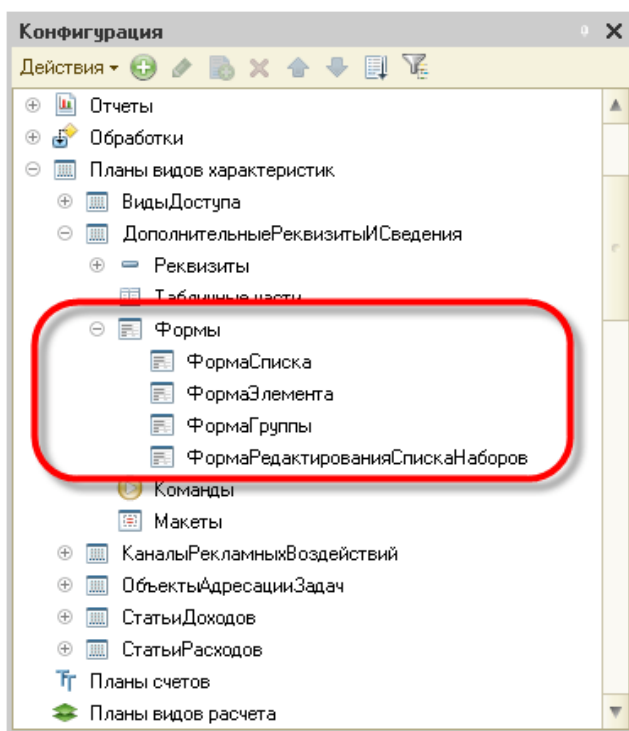 Конфигурация
Действия
Отчеты
Обработки
Планы видов характеристик
ВидыДоступа
ДополнительныеРеквизитыИСведения
Реквизиты
Табличные части
Формы
ФормаСписка
ФормаЭлемента
ФормаГруппы
ФормаРедактированияСпискаНаборов
Команды
Макеты
КаналыРекламныхВоздействий
ОбъектыАдресацииЗадач
СтатьиДоходов
СтатьиРасходов
Планы счетов
Планы видов расчета